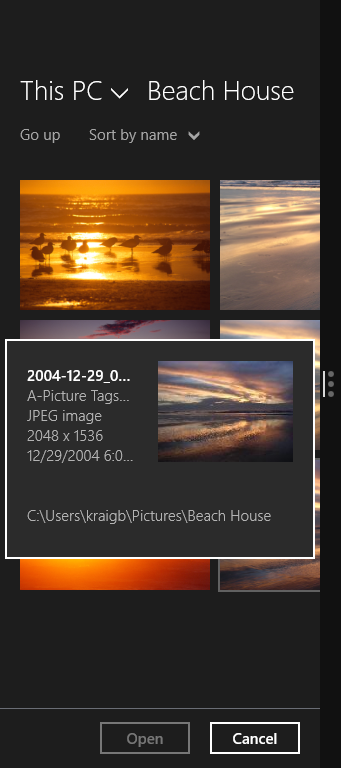 This PC Beach House
Go up Sort by name
2004-12-29_0...
A-Picture Tags...
JPEG image
2048 x 1536
12/29/2004 6:0...
C:\Users\kraigb\Pictures\Beach House
Open Cancel